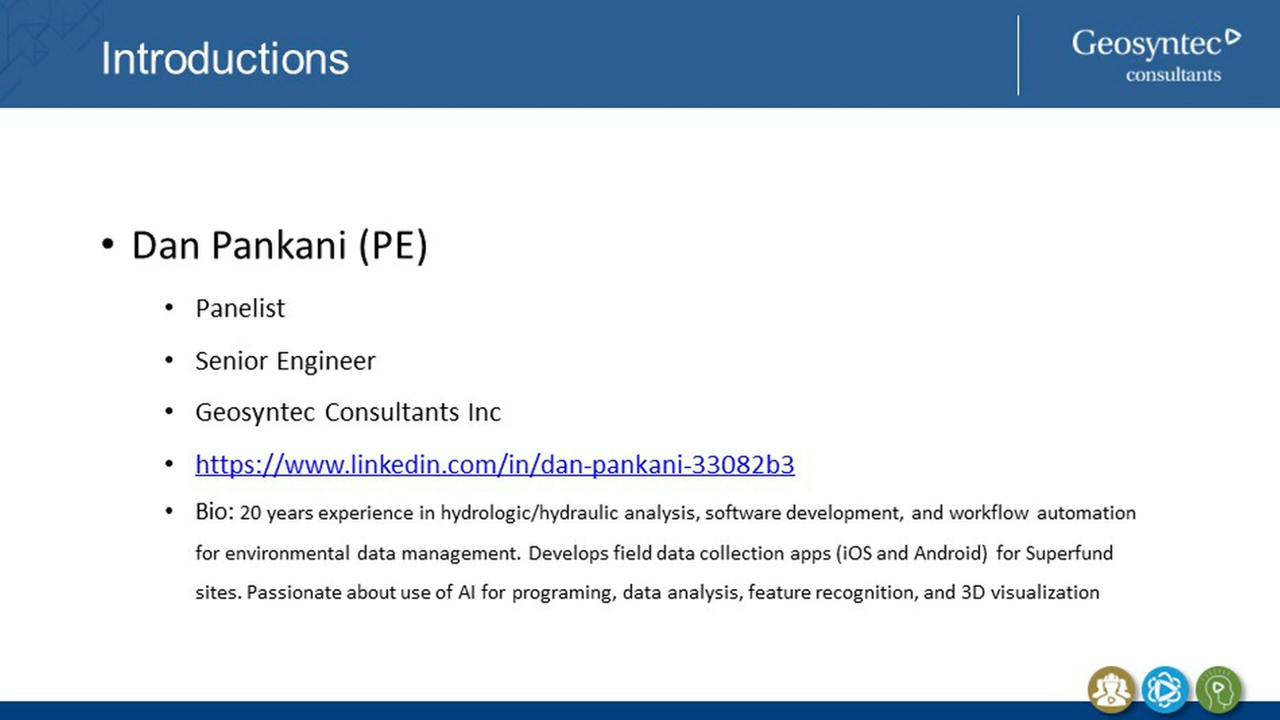 Introductions
Geosyntec
consultants
• Dan Pankani (PE)
• Panelist
• Senior Engineer
• Geosyntec Consultants Inc
• https://www.linkedin.com/in/dan-pankani-33082b3
• Bio: 20 years experience in hydrologic/hydraulic analysis, software development, and workflow automation
for environmental data management. Develops field data collection apps (iOS and Android) for Superfund
sites. Passionate about use of AI for programing, data analysis, feature recognition, and 3D visualization